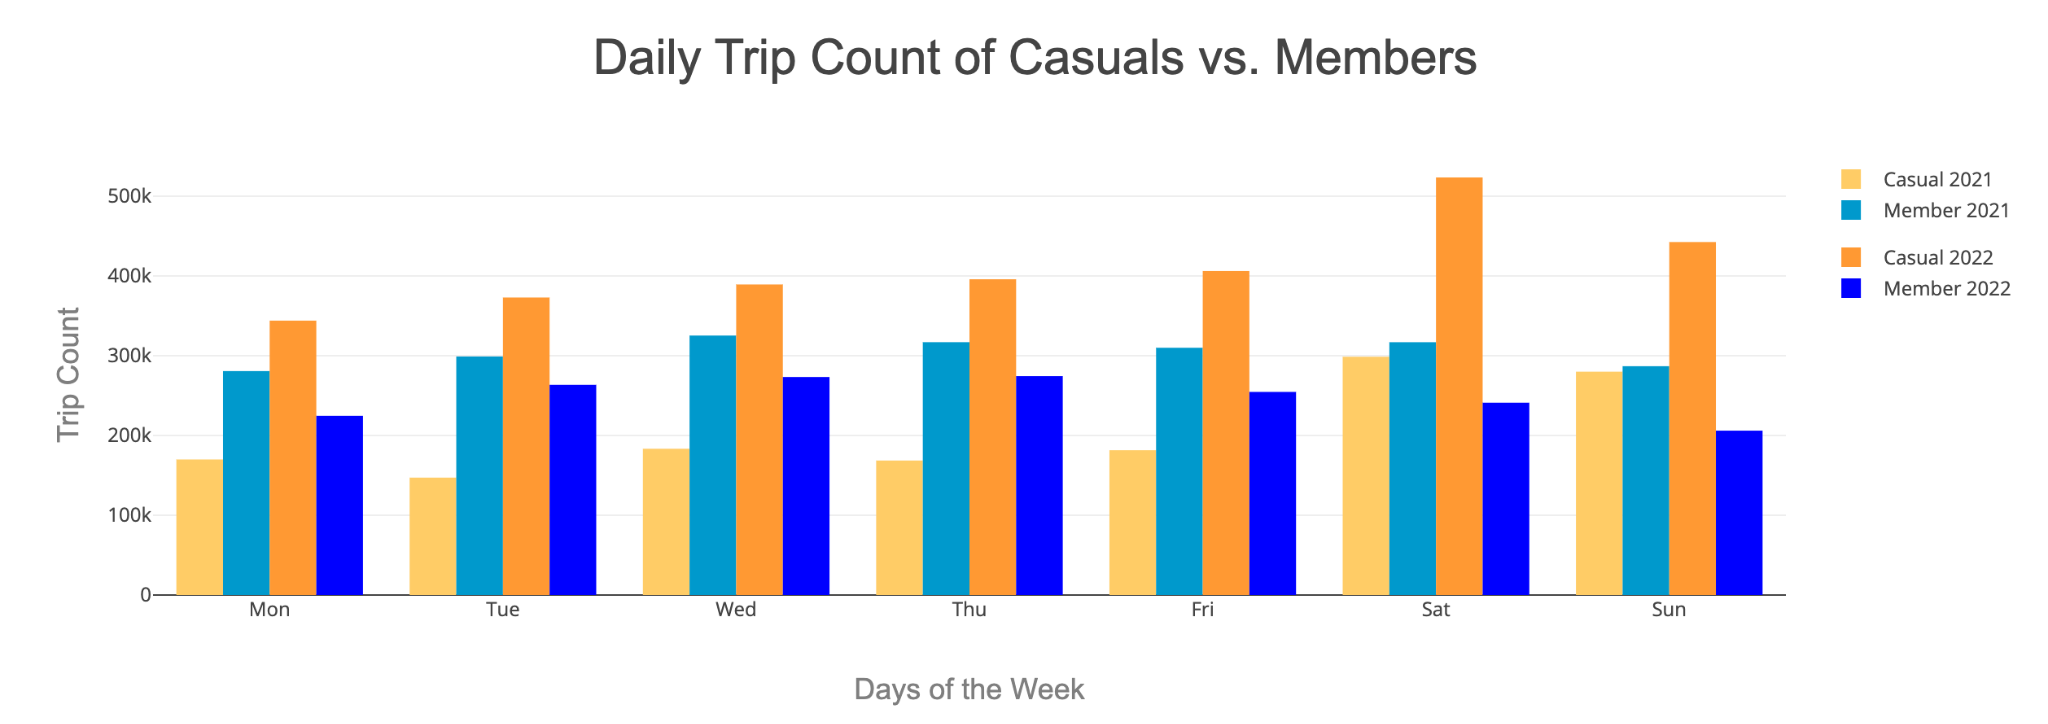 Daily Trip Count of Casuals vs. Members
Trip Count
500k
400k
300k
200k
100k
0
Mon Tue Wed Thu Fri Sat Sun
Days of the Week
Casual 2021
Member 2021
Casual 2022
Member 2022